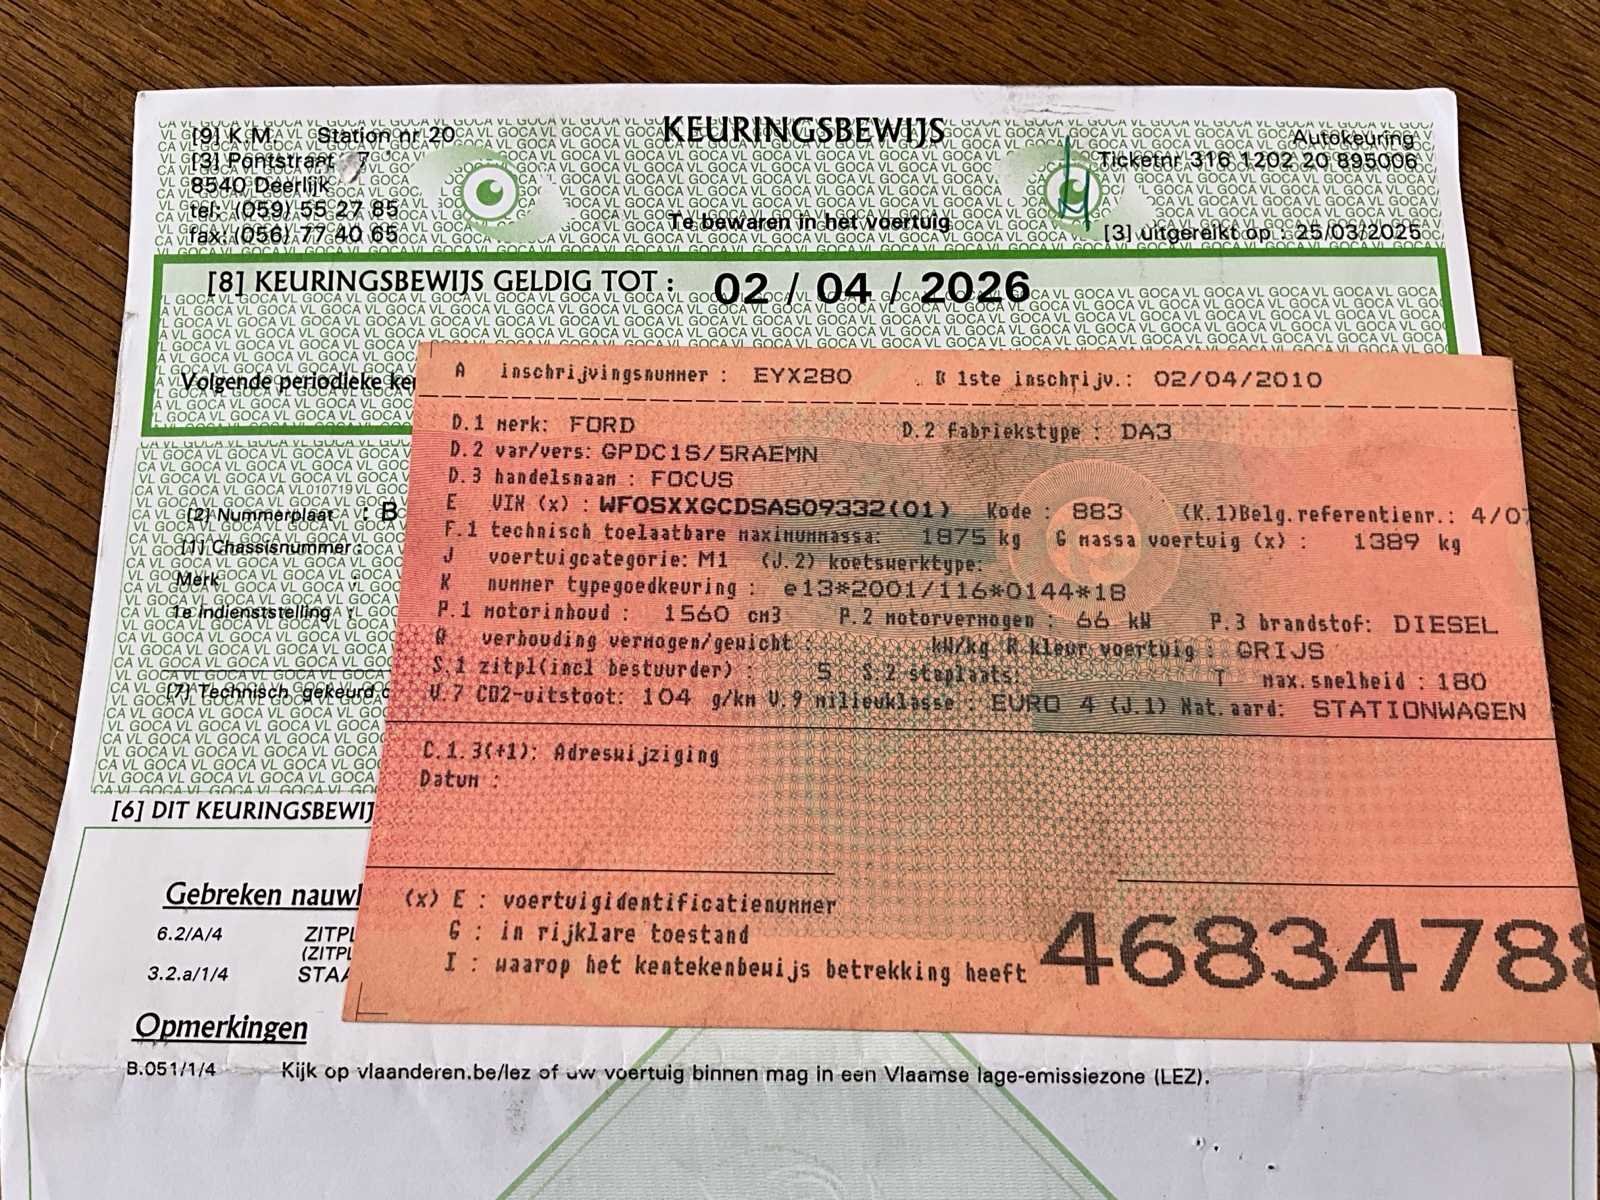 [9] K.M. Station nr 20
[3] Pontstraat 7
8540 Deerlijk
tel: (059) 55 27 85
fax: (056) 77 40 65
KEURINGSBEWIJS
Te bewaren in het voertuig
Autokeuring
Ticketnr 316 1202 20 895006
[3] uitgereikt op : 25/03/2025
[8] KEURINGSBEWIJS GELDIG TOT : 02 / 04 / 2026
Volgende periodieke
[2] Nummerplaat : B
[1] Chassisnummer :
Merk :
1e Indienststelling :
[7] Technisch gekeurd
[6] DIT KEURINGSBEWIJ
Gebreken
6.2/A/4 ZITPL
(ZITPL
3.2.a/1/4 STAA
Opmerkingen
B.051/1/4 Kijk op vlaanderen.be/lez of uw voertuig binnen mag in een Vlaamse lage-emissiezone (LEZ).
A inschrijvingsnummer : EYX280 B 1ste inschrijv.: 02/04/2010
D.1 merk: FORD D.2 fabriekstype : DA3
D.2 var/vers: GPDC1S/5RAEMN
D.3 handelsnaam : FOCUS
E VIN (x) : WF0SXXGCDSAS09332(01) Kode : 883 (K.1)Belg.referentienr.: 4/07
F.1 technisch toelaatbare maximummassa: 1875 kg G massa voertuig (x) : 1389 kg
J voertuigcategorie: M1 (J.2) koetswerktype:
K nummer typegoedkeuring : e13*2001/116*0144*18
P.1 motorinhoud : 1560 cm3 P.2 motorvermogen : 66 kW P.3 brandstof: DIESEL
Q verhouding vermogen/gewicht : kW/kg R kleur voertuig : GRIJS
S.1 zitpl(incl bestuurder) : 5 S.2 staplaats: T max.snelheid : 180
V.7 CO2-uitstoot: 104 g/km V.9 milieuklasse : EURO 4 (J.1) Nat.aard: STATIONWAGEN
C.1.3(+1): Adreswijziging
Datum :
(x) E : voertuigidentificatienummer
G : in rijklare toestand
I : waarop het kentekenbewijs betrekking heeft
4683478